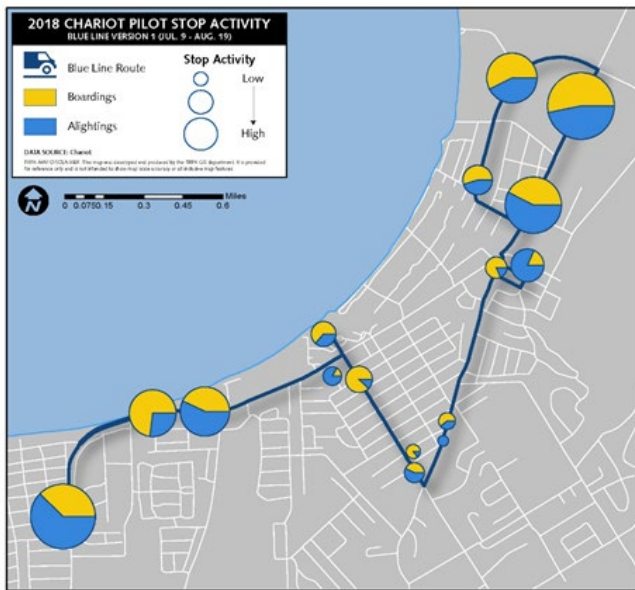 2018 CHARIOT PILOT STOP ACTIVITY
BLUE LINE VERSION 1 (JUL. 9 - AUG. 19)
Blue Line Route
Boardings
Alightings
Stop Activity
Low
High
DATA SOURCE: Chariot
N
Miles
0 0.075 0.15 0.3 0.45 0.6